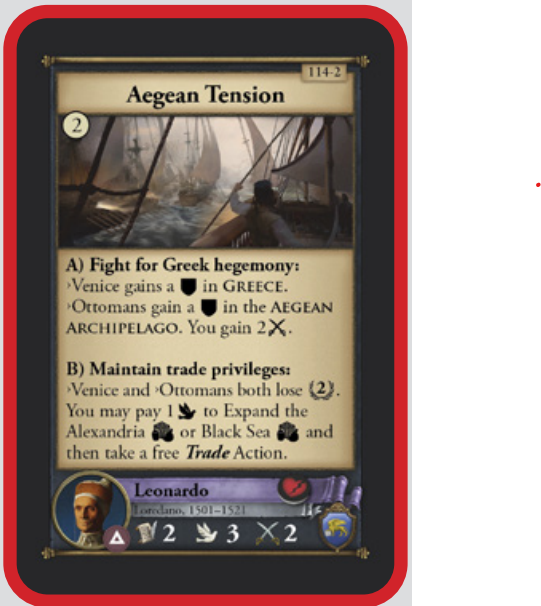 114-2
Aegean Tension
2
A) Fight for Greek hegemony:
›Venice gains a in GREECE.
›Ottomans gain a in the AEGEAN
ARCHIPELAGO. You gain 2.
B) Maintain trade privileges:
›Venice and ›Ottomans both lose 2.
You may pay 1 to Expand the
Alexandria or Black Sea and
then take a free Trade Action.
Leonardo
Loredano, 1501–1521
2 3 2